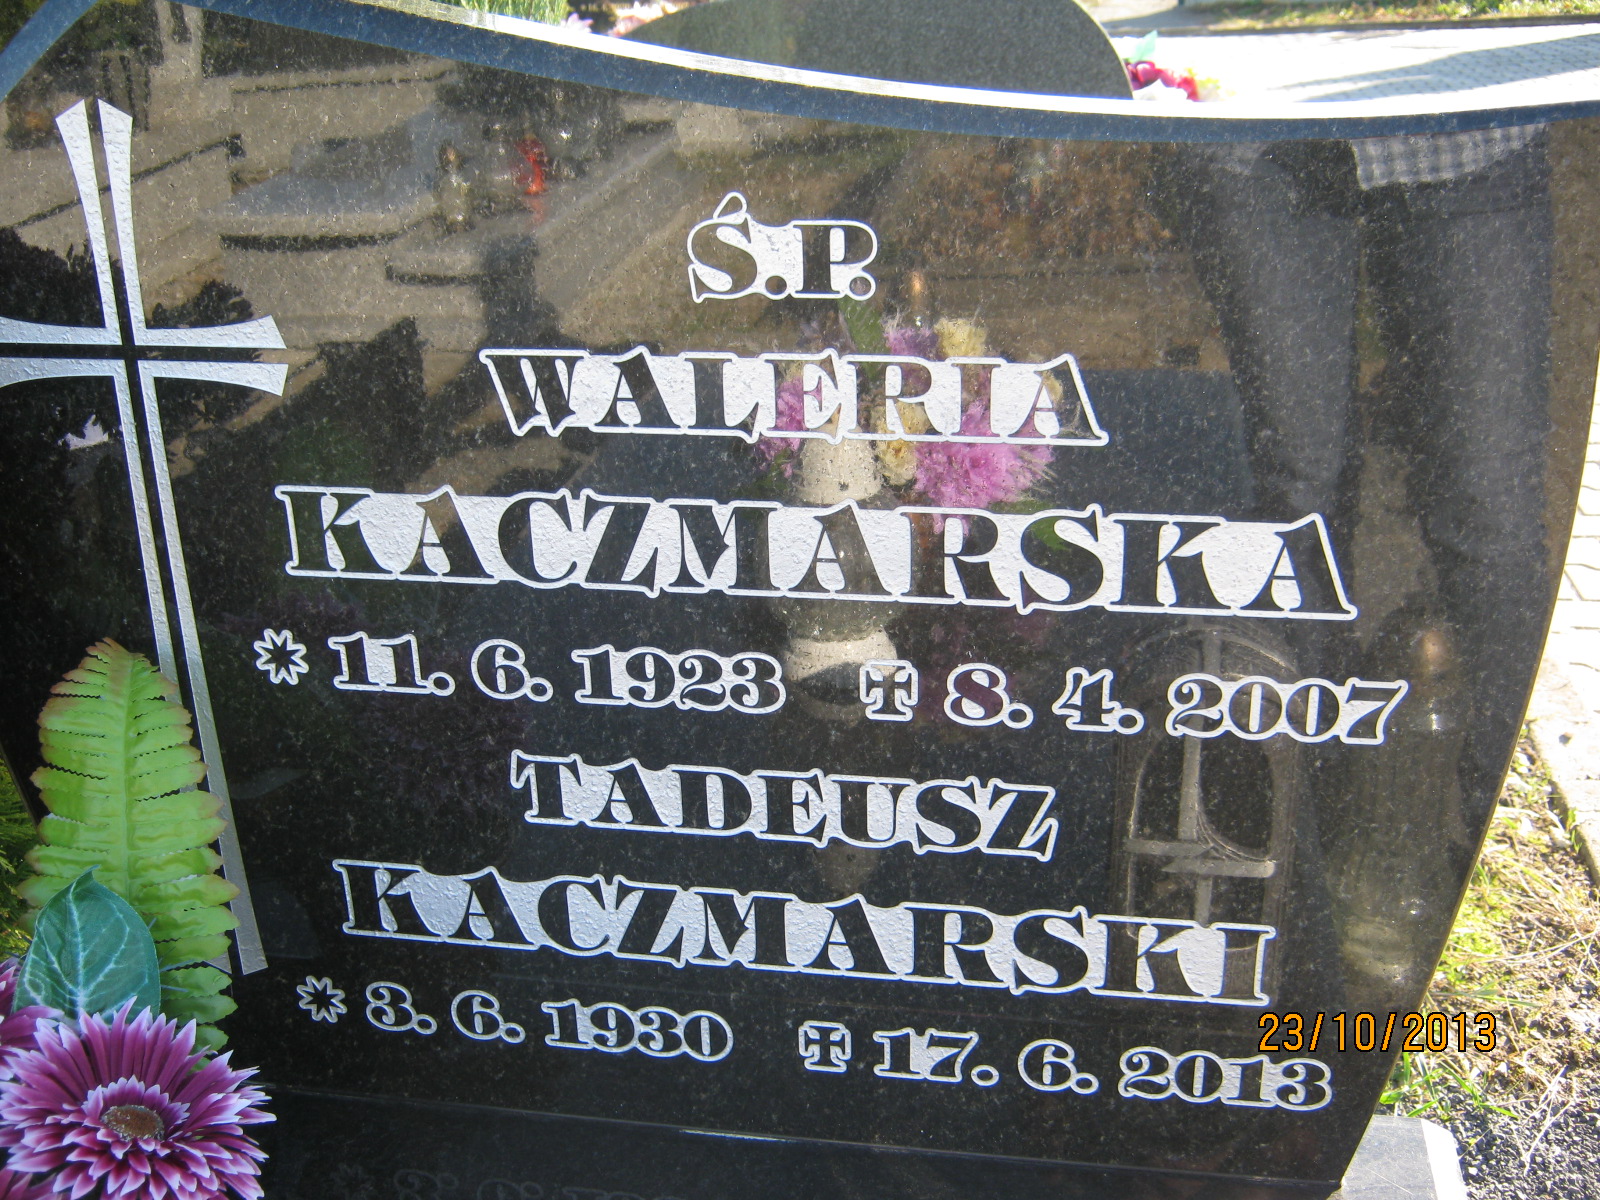 Ś.P.
WALERIA
KACZMARSKA
* 11. 6. 1923 ✠ 8. 4. 2007
TADEUSZ
KACZMARSKI
* 3. 6. 1930 ✠ 17. 6. 2013
23/10/2013